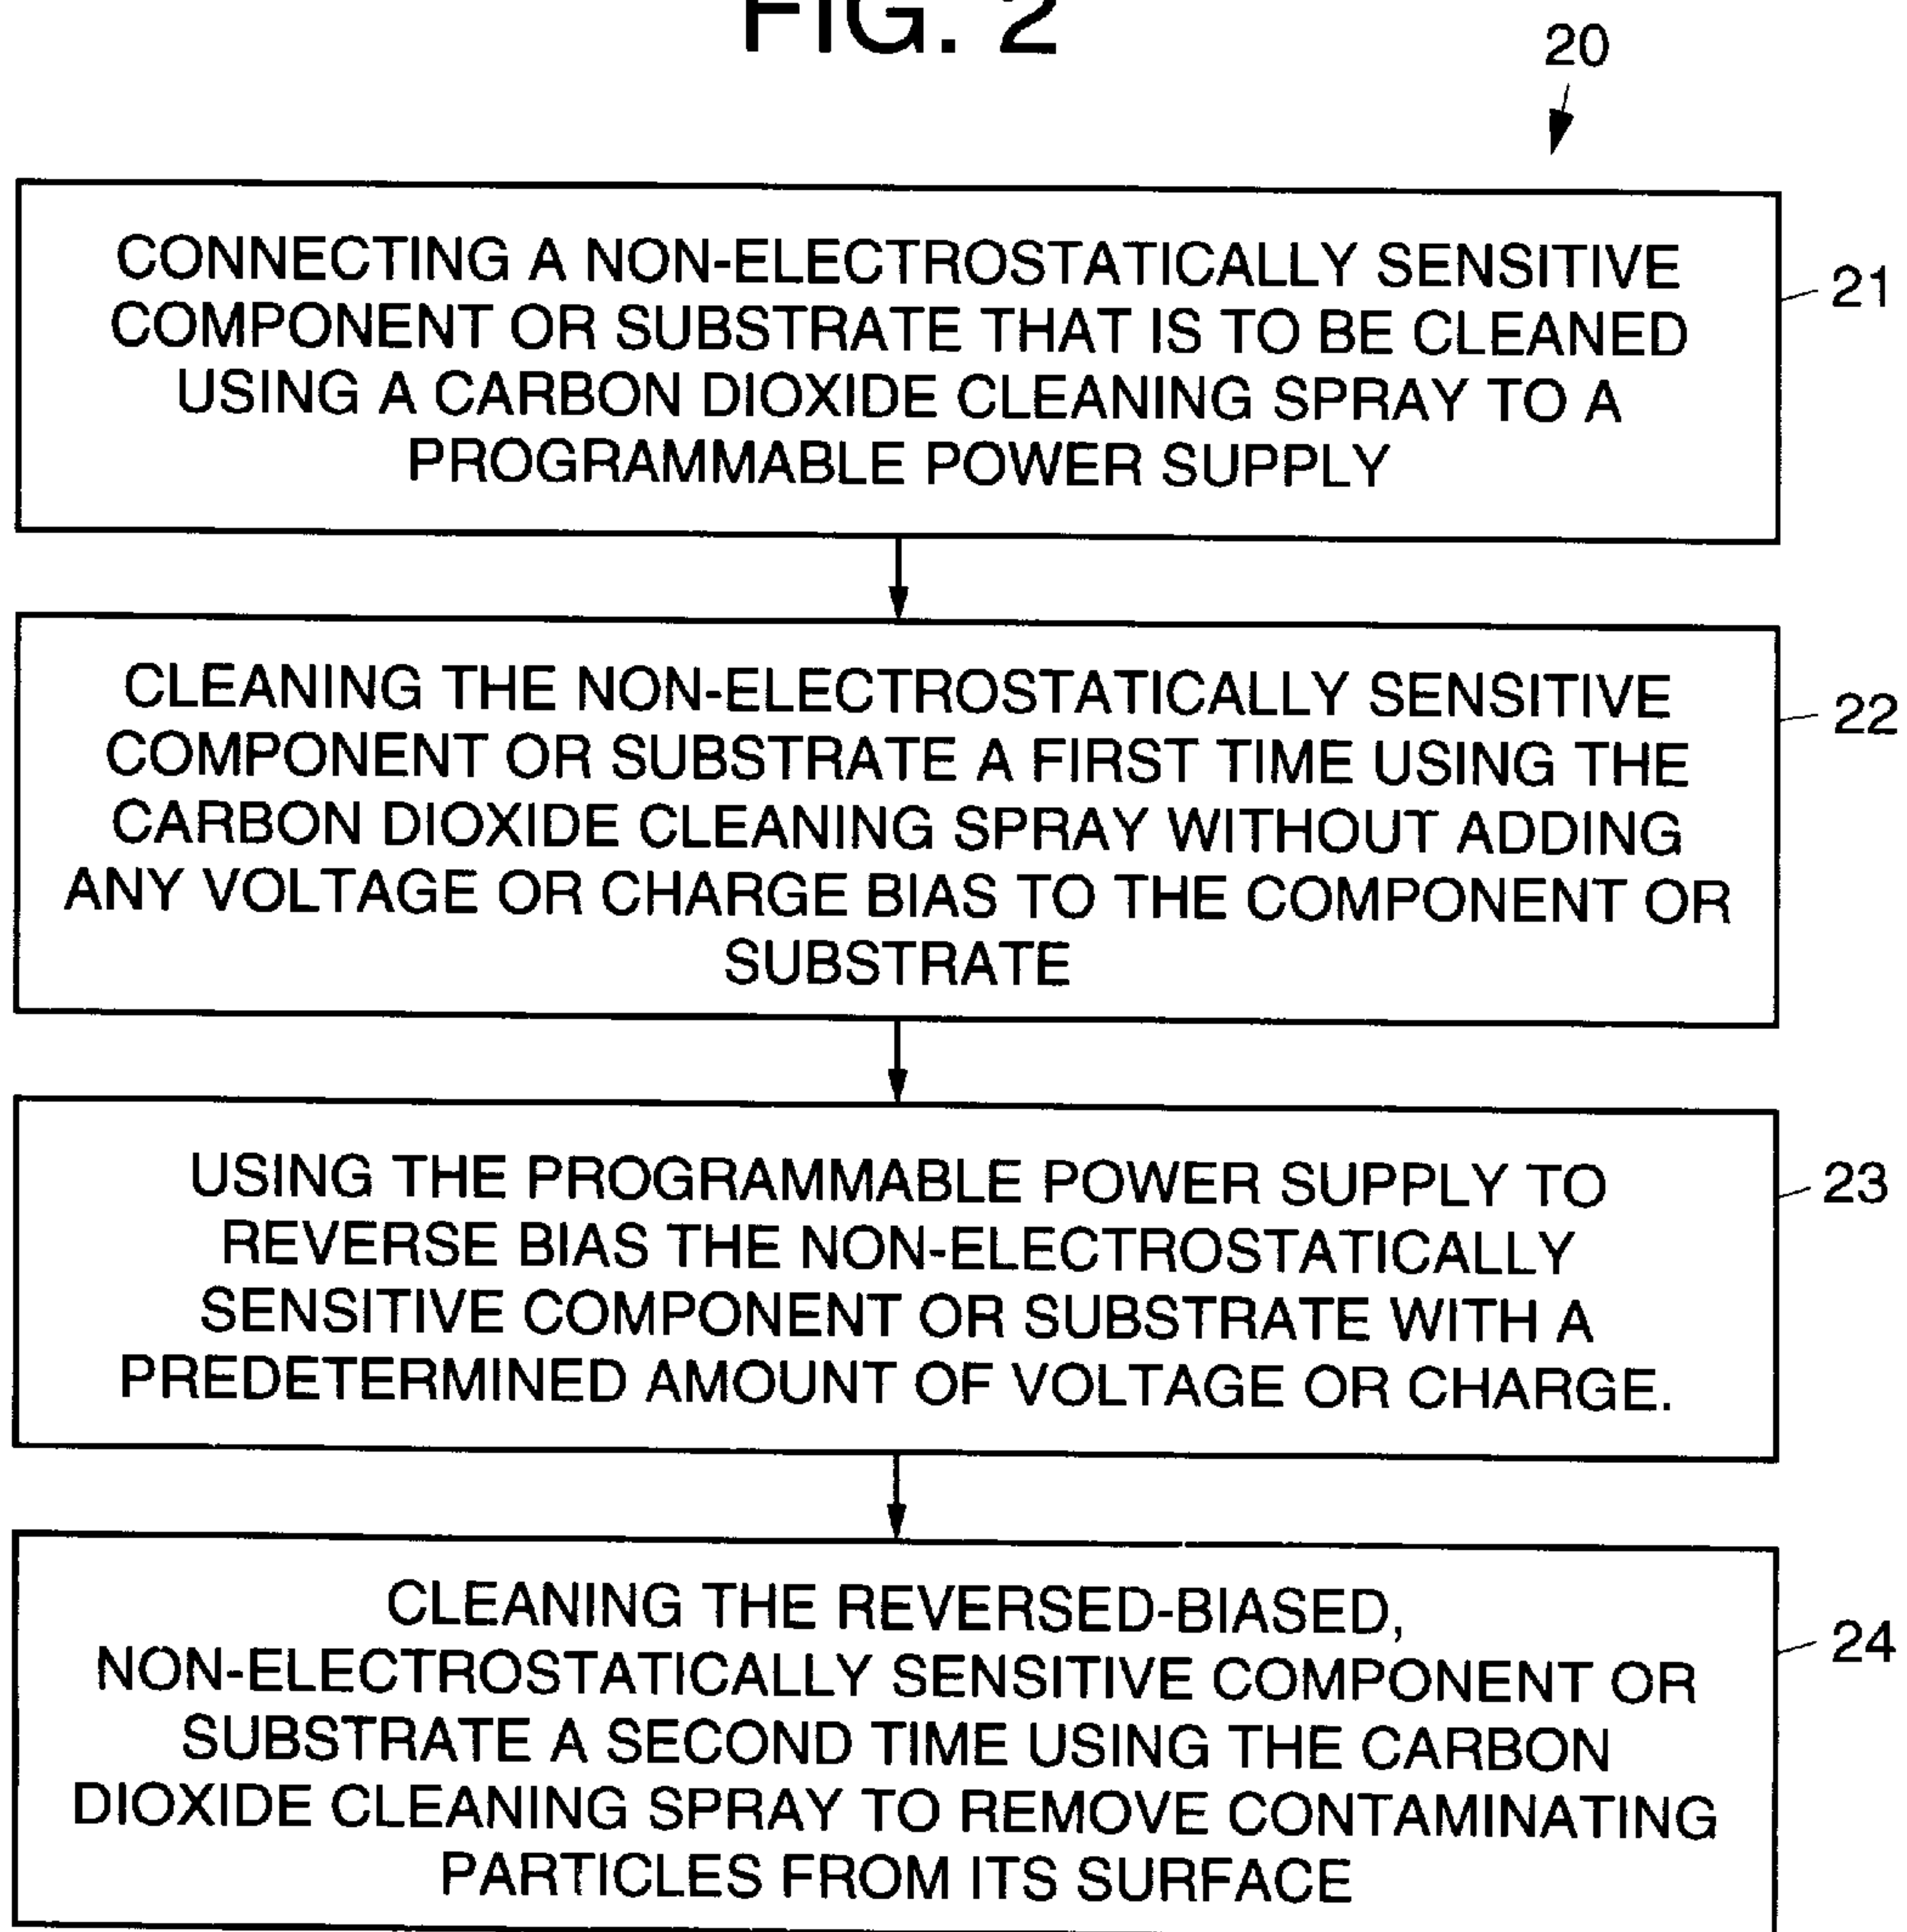 FIG. 2
20
CONNECTING A NON-ELECTROSTATICALLY SENSITIVE
COMPONENT OR SUBSTRATE THAT IS TO BE CLEANED
USING A CARBON DIOXIDE CLEANING SPRAY TO A
PROGRAMMABLE POWER SUPPLY
21
CLEANING THE NON-ELECTROSTATICALLY SENSITIVE
COMPONENT OR SUBSTRATE A FIRST TIME USING THE
CARBON DIOXIDE CLEANING SPRAY WITHOUT ADDING
ANY VOLTAGE OR CHARGE BIAS TO THE COMPONENT OR
SUBSTRATE
22
USING THE PROGRAMMABLE POWER SUPPLY TO
REVERSE BIAS THE NON-ELECTROSTATICALLY
SENSITIVE COMPONENT OR SUBSTRATE WITH A
PREDETERMINED AMOUNT OF VOLTAGE OR CHARGE.
23
CLEANING THE REVERSED-BIASED,
NON-ELECTROSTATICALLY SENSITIVE COMPONENT OR
SUBSTRATE A SECOND TIME USING THE CARBON
DIOXIDE CLEANING SPRAY TO REMOVE CONTAMINATING
PARTICLES FROM ITS SURFACE
24